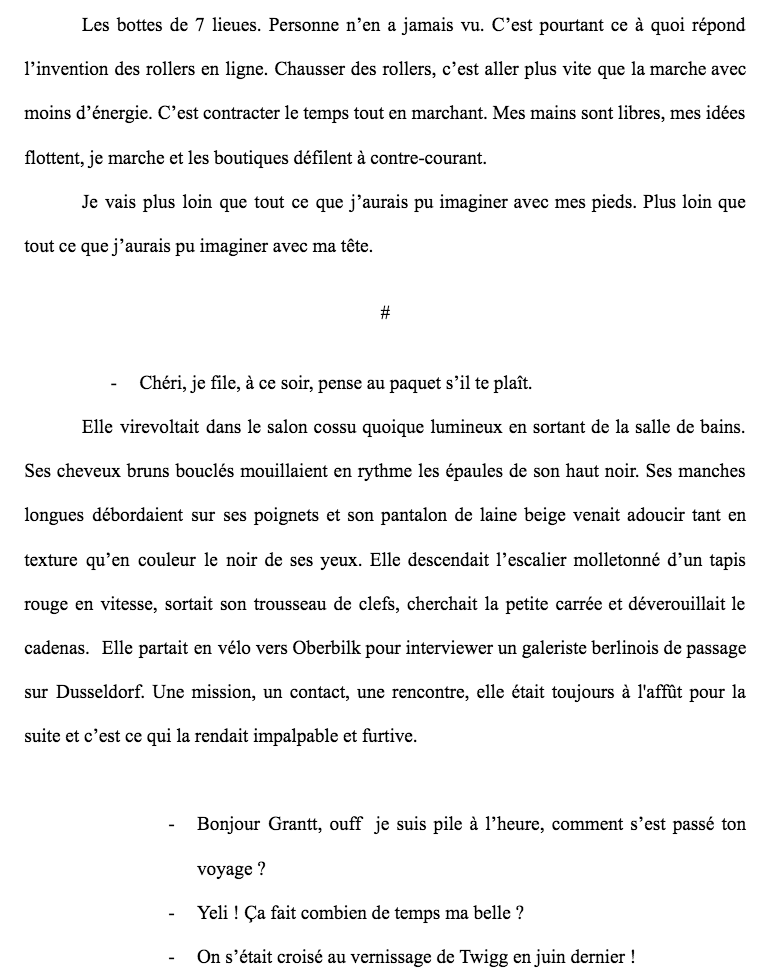 Les bottes de 7 lieues. Personne n’en a jamais vu. C’est pourtant ce à quoi répond
l’invention des rollers en ligne. Chausser des rollers, c’est aller plus vite que la marche avec
moins d’énergie. C’est contracter le temps tout en marchant. Mes mains sont libres, mes idées
flottent, je marche et les boutiques défilent à contre-courant.
Je vais plus loin que tout ce que j’aurais pu imaginer avec mes pieds. Plus loin que
tout ce que j’aurais pu imaginer avec ma tête.
#
- Chéri, je file, à ce soir, pense au paquet s’il te plaît.
Elle virevoltait dans le salon cossu quoique lumineux en sortant de la salle de bains.
Ses cheveux bruns bouclés mouillaient en rythme les épaules de son haut noir. Ses manches
longues débordaient sur ses poignets et son pantalon de laine beige venait adoucir tant en
texture qu’en couleur le noir de ses yeux. Elle descendait l’escalier molletonné d’un tapis
rouge en vitesse, sortait son trousseau de clefs, cherchait la petite carrée et déverouillait le
cadenas.  Elle partait en vélo vers Oberbilk pour interviewer un galeriste berlinois de passage
sur Dusseldorf. Une mission, un contact, une rencontre, elle était toujours à l'affût pour la
suite et c’est ce qui la rendait impalpable et furtive.
- Bonjour Grantt, ouff  je suis pile à l’heure, comment s’est passé ton
voyage ?
- Yeli ! Ça fait combien de temps ma belle ?
- On s’était croisé au vernissage de Twigg en juin dernier !